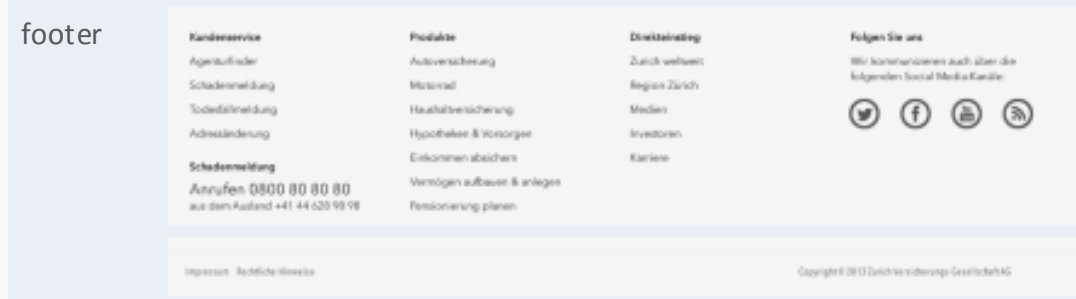 footer
Kundenservice
Agenturfinder
Schadenmeldung
Todesfallmeldung
Adressänderung
Schadenmeldung
Anrufen 0800 80 80 80
aus dem Ausland +41 44 628 98 98
Produkte
Autoversicherung
Motorrad
Haushaltversicherung
Hypotheken & Vorsorgen
Einkommen absichern
Vermögen aufbauen & anlegen
Pensionierung planen
Direkteinstieg
Zurich weltweit
Region Zürich
Medien
Investoren
Karriere
Folgen Sie uns
Wir kommunizieren auch über die
folgenden Social Media Kanäle:
You
Tube
Impressum Rechtliche Hinweise
Copyright © 2013 Zurich Versicherungs-Gesellschaft AG